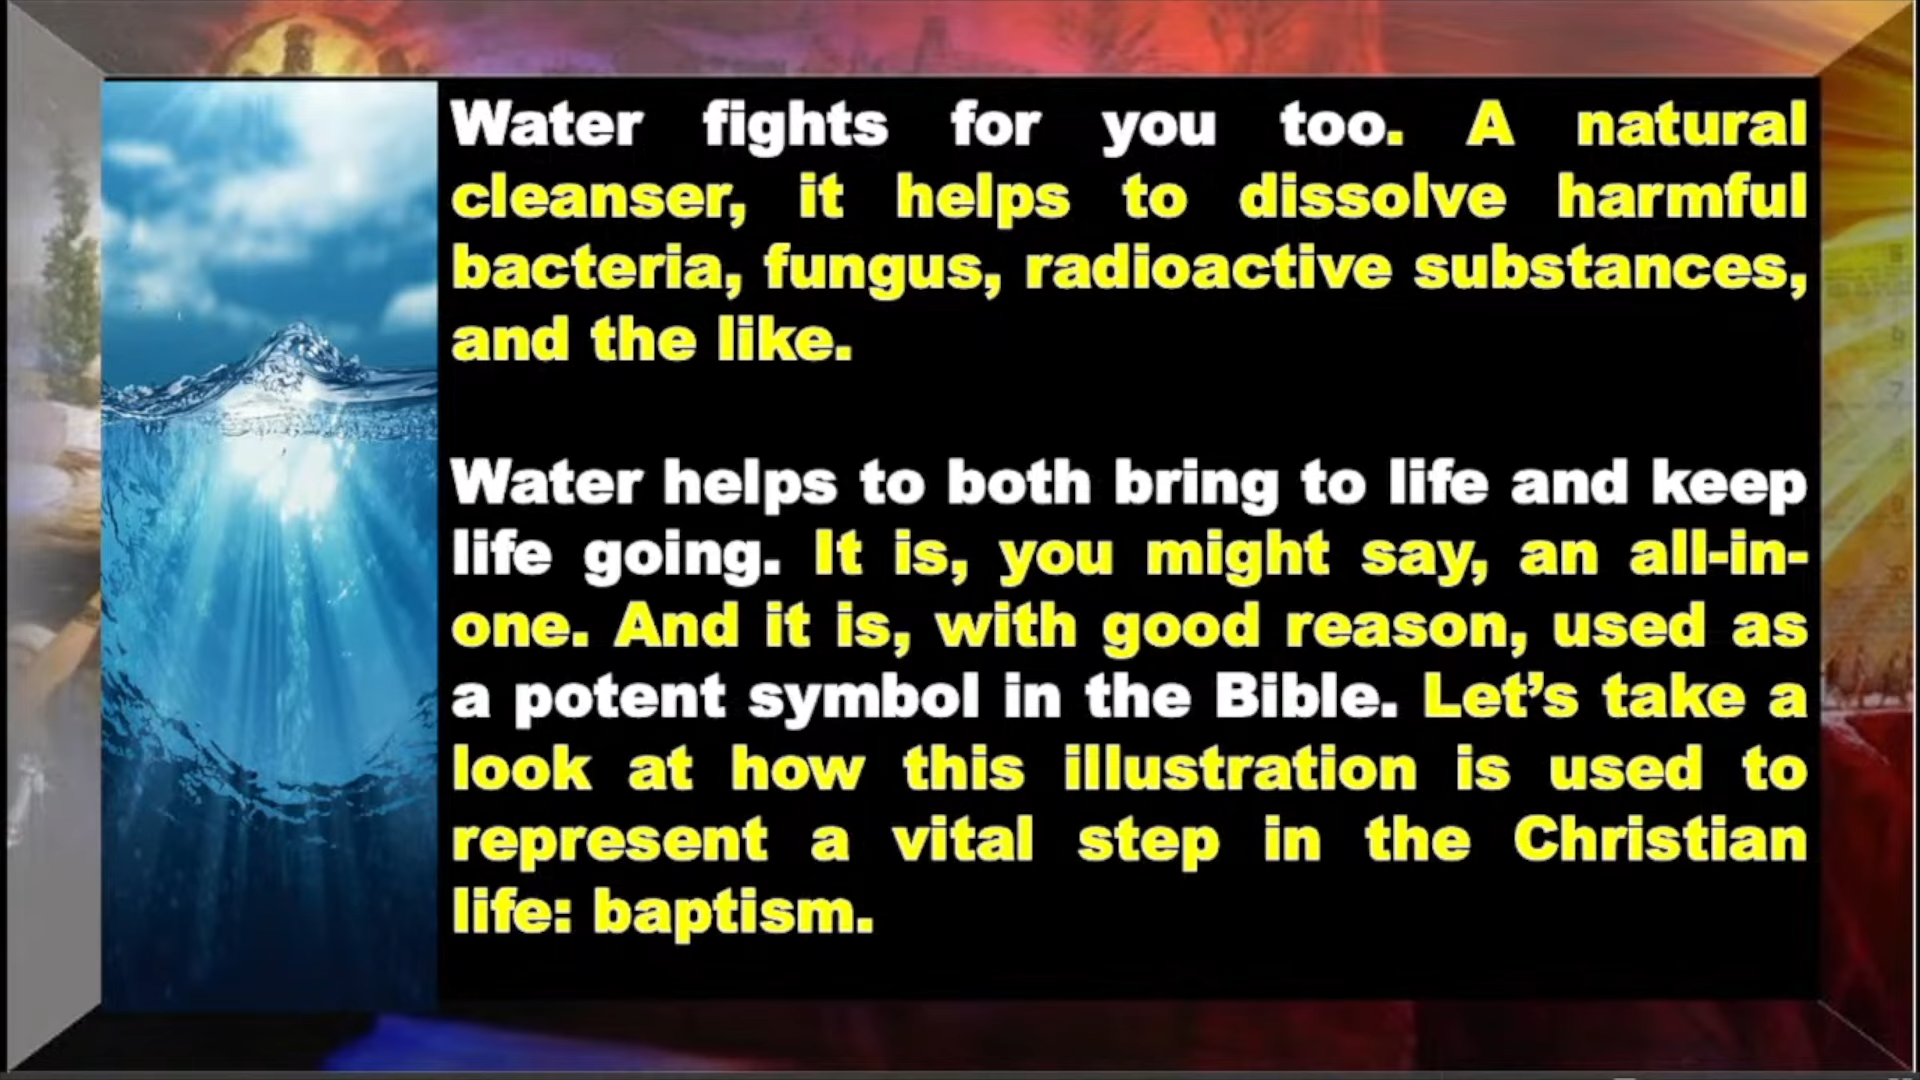 Water fights for you too. A natural
cleanser, it helps to dissolve harmful
bacteria, fungus, radioactive substances,
and the like.
Water helps to both bring to life and keep
life going. It is, you might say, an all-in-
one. And it is, with good reason, used as
a potent symbol in the Bible. Let’s take a
look at how this illustration is used to
represent a vital step in the Christian
life: baptism.